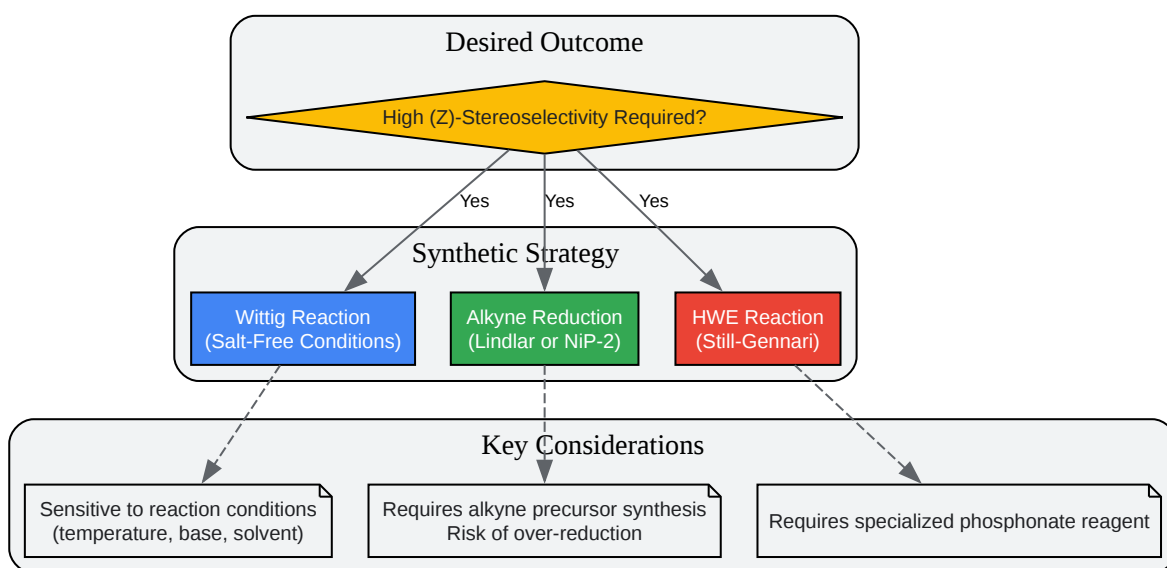 Desired Outcome
High (Z)-Stereoselectivity Required?
Yes
Yes
Yes
Synthetic Strategy
Wittig Reaction
(Salt-Free Conditions)
Alkyne Reduction
(Lindlar or NiP-2)
HWE Reaction
(Still-Gennari)
Key Considerations
Sensitive to reaction conditions
(temperature, base, solvent)
Requires alkyne precursor synthesis
Risk of over-reduction
Requires specialized phosphonate reagent